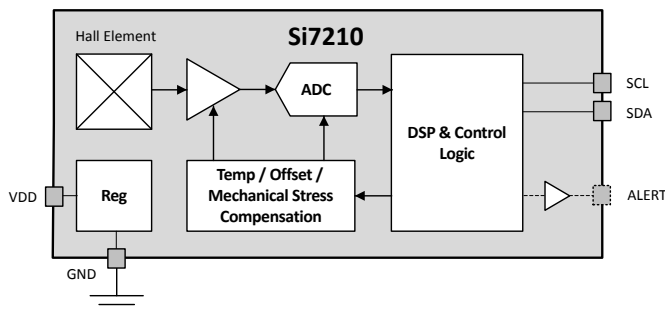 Hall Element
Si7210
ADC
DSP & Control
Logic
SCL
SDA
Temp / Offset /
Mechanical Stress
Compensation
Reg
VDD
ALERT
GND